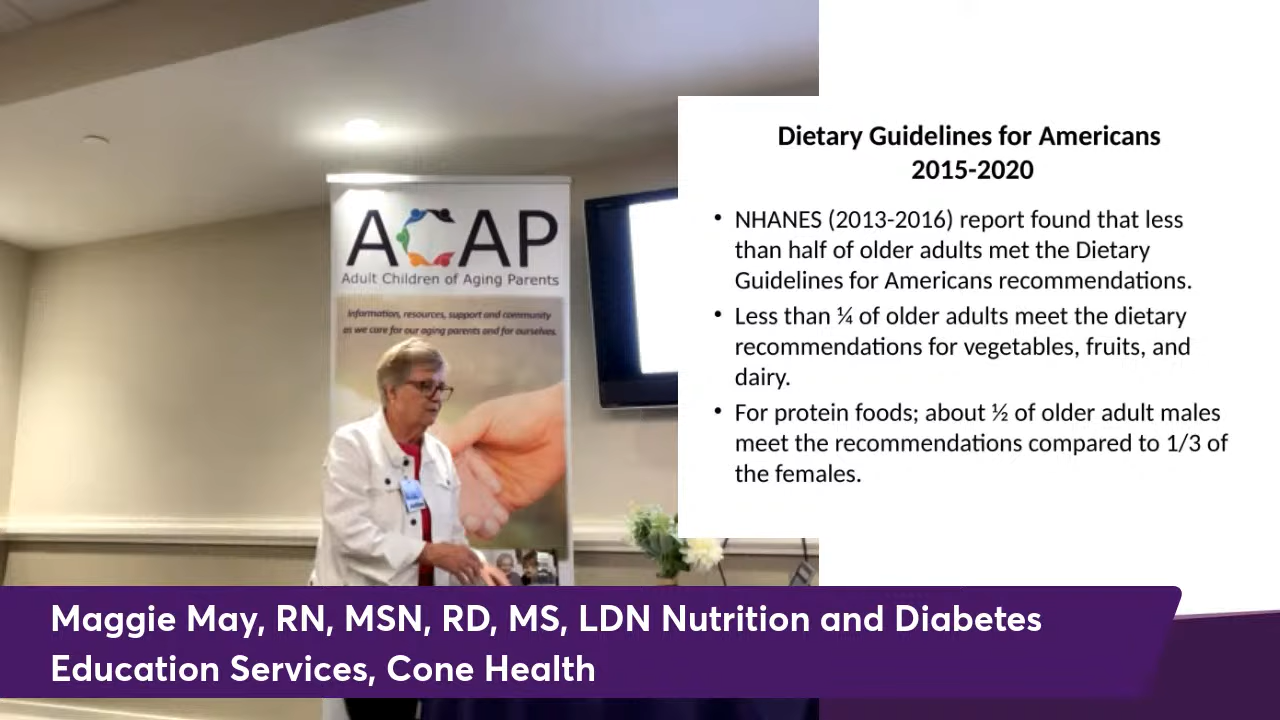 ACAP
Adult Children of Aging Parents
Information, resources, support and community
as we care for our aging parents and for ourselves.
Dietary Guidelines for Americans
2015-2020
• NHANES (2013-2016) report found that less
than half of older adults met the Dietary
Guidelines for Americans recommendations.
• Less than ¼ of older adults meet the dietary
recommendations for vegetables, fruits, and
dairy.
• For protein foods; about ½ of older adult males
meet the recommendations compared to 1/3 of
the females.
Maggie May, RN, MSN, RD, MS, LDN Nutrition and Diabetes
Education Services, Cone Health